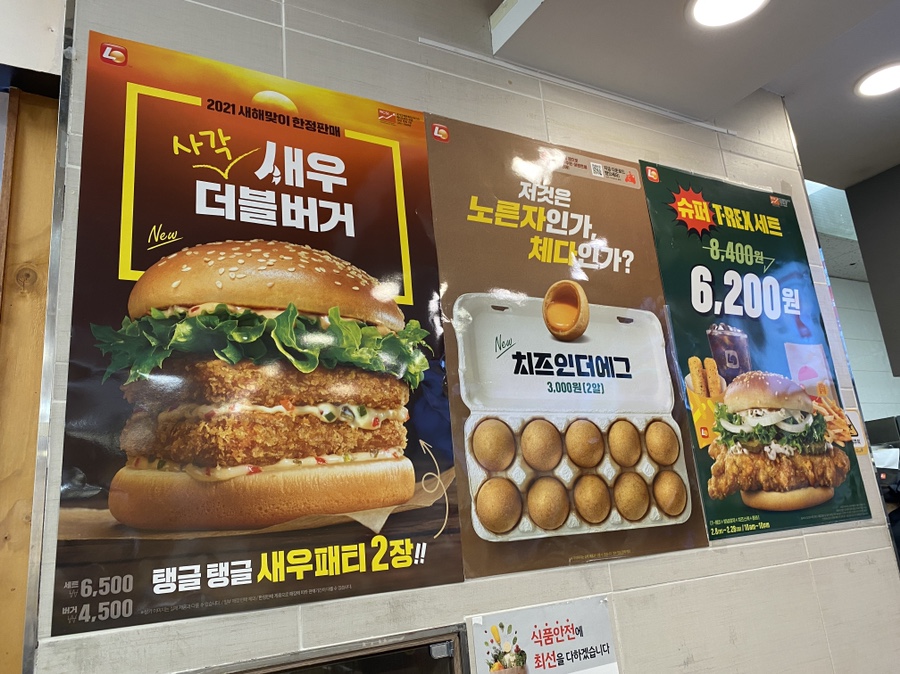 2021 새해맞이 한정판매
사각 새우
더블버거
New
탱글 탱글 새우패티 2장!!
세트 6,500
버거 4,500
저것은
노른자인가,
체다인가?
New
치즈인더에그
3,000원(2알)
슈퍼 T-REX 세트
8,400원
6,200원
식품안전에
최선을 다하겠습니다